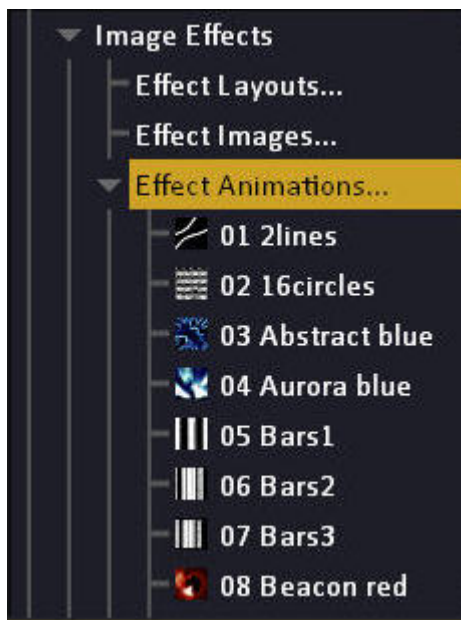 Image Effects
Effect Layouts...
Effect Images...
Effect Animations...
01 2lines
02 16circles
03 Abstract blue
04 Aurora blue
05 Bars1
06 Bars2
07 Bars3
08 Beacon red